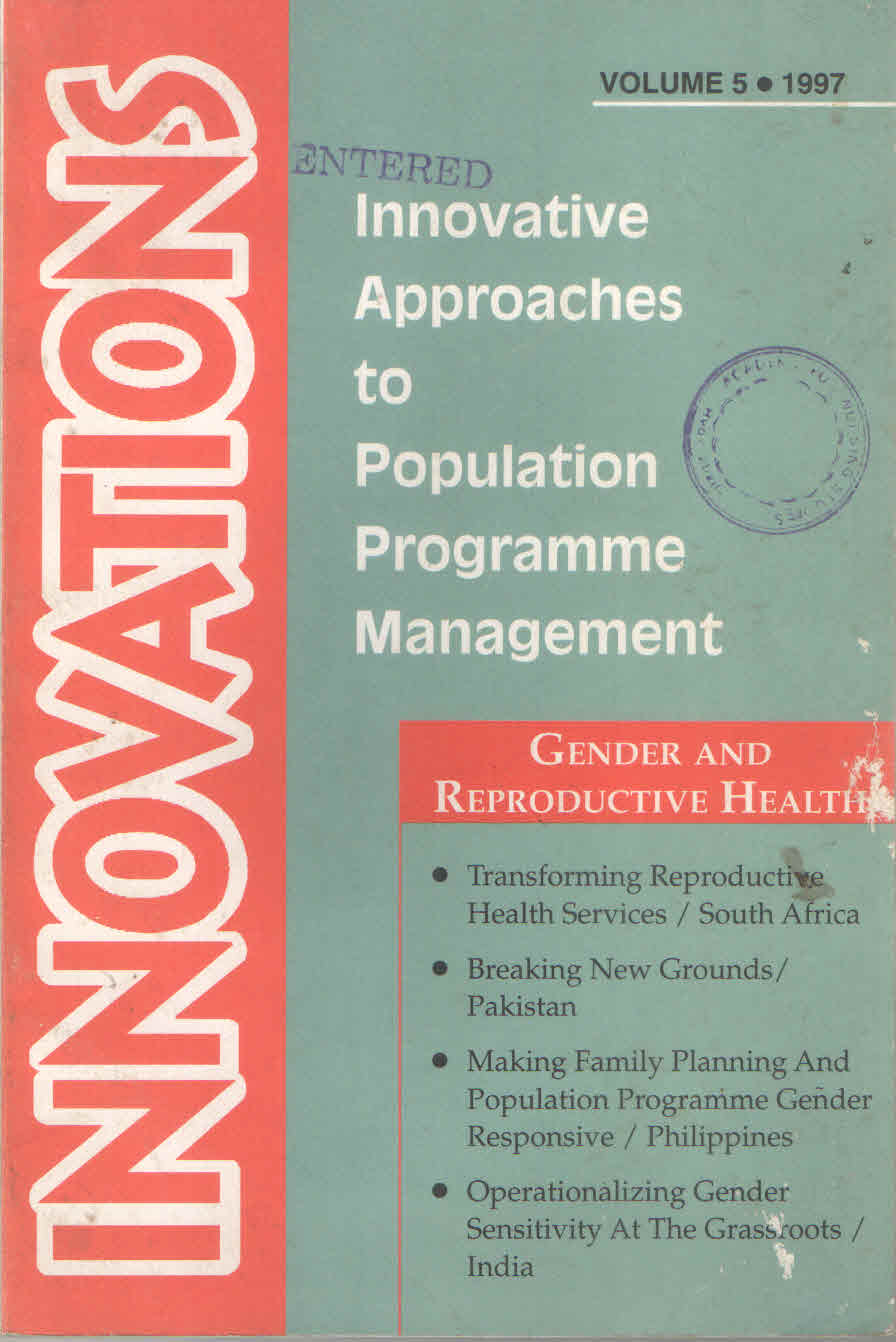 INNOVATIONS
VOLUME 5 ● 1997
ENTERED
Innovative
Approaches
to
Population
Programme
Management
NURSING STUDIES
GENDER AND
REPRODUCTIVE HEALTH
● Transforming Reproductive
Health Services / South Africa
● Breaking New Grounds/
Pakistan
● Making Family Planning And
Population Programme Gender
Responsive / Philippines
● Operationalizing Gender
Sensitivity At The Grassroots /
India